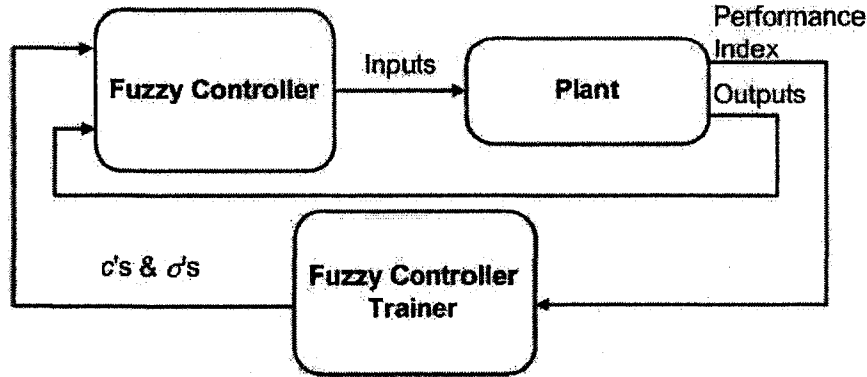 Performance
Index
Fuzzy Controller
Inputs
Plant
Outputs
c's & σ's
Fuzzy Controller
Trainer